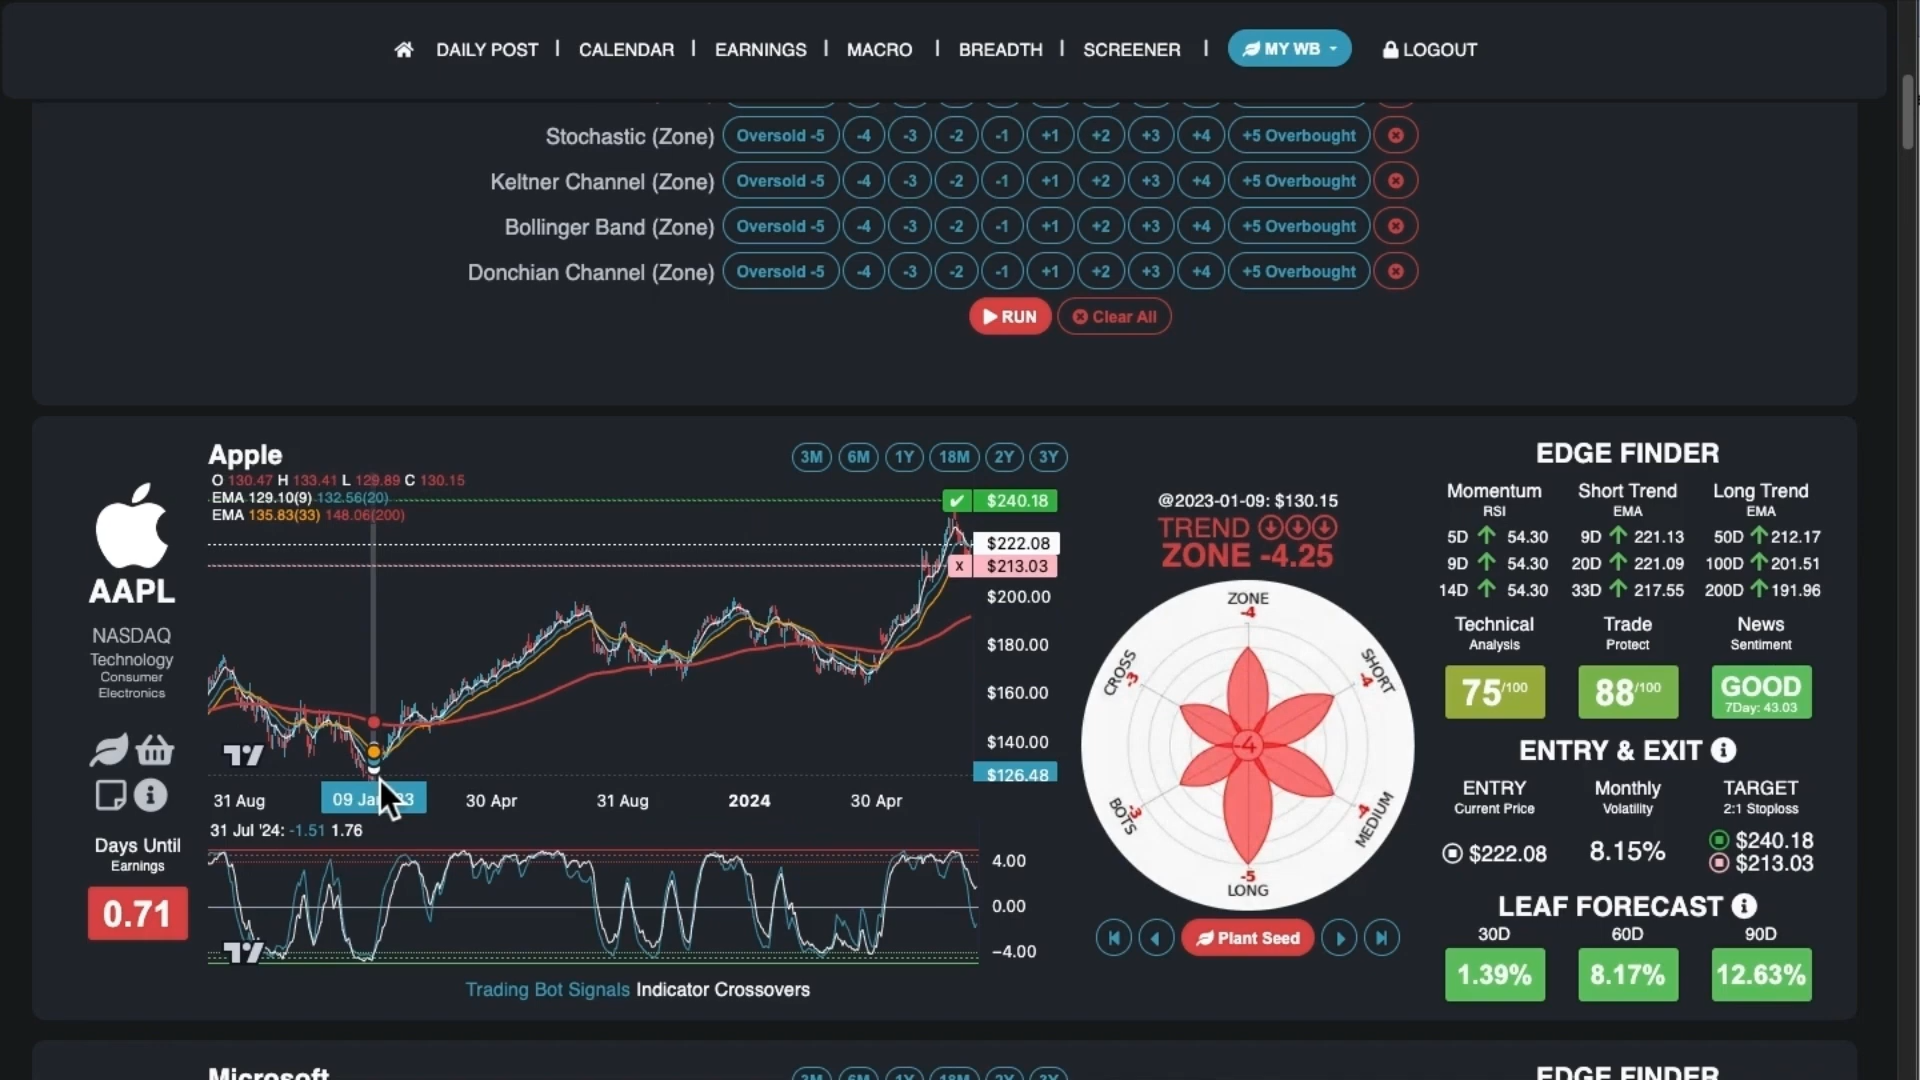 DAILY POST | CALENDAR | EARNINGS | MACRO | BREADTH | SCREENER | MY WB LOGOUT
Stochastic (Zone) Oversold -5 -4 -3 -2 -1 +1 +2 +3 +4 +5 Overbought
Keltner Channel (Zone) Oversold -5 -4 -3 -2 -1 +1 +2 +3 +4 +5 Overbought
Bollinger Band (Zone) Oversold -5 -4 -3 -2 -1 +1 +2 +3 +4 +5 Overbought
Donchian Channel (Zone) Oversold -5 -4 -3 -2 -1 +1 +2 +3 +4 +5 Overbought
RUN Clear All
AAPL
NASDAQ
Technology
Consumer
Electronics
Days Until
Earnings
0.71
Apple
3M 6M 1Y 18M 2Y 3Y
O 130.47 H 133.41 L 129.89 C 130.15
EMA 129.10(9) 132.56(20)
EMA 135.83(33) 148.06(200)
$240.18
$222.08
x $213.03
$200.00
$180.00
$160.00
$140.00
$126.48
31 Aug 09 Jan 30 Apr 31 Aug 2024 30 Apr
31 Jul '24: -1.51 1.76
4.00
0.00
−4.00
Trading Bot Signals Indicator Crossovers
@2023-01-09: $130.15
TREND
ZONE -4.25
ZONE
-4
SHORT
-4
MEDIUM
-4
LONG
-5
BOTS
-3
CROSS
-3
-4
Plant Seed
EDGE FINDER
Momentum Short Trend Long Trend
RSI EMA EMA
5D 54.30 9D 221.13 50D 212.17
9D 54.30 20D 221.09 100D 201.51
14D 54.30 33D 217.55 200D 191.96
Technical Trade News
Analysis Protect Sentiment
75/100 88/100 GOOD
7Day: 43.03
ENTRY & EXIT
ENTRY Monthly TARGET
Current Price Volatility 2:1 Stoploss
$222.08 8.15% $240.18
$213.03
LEAF FORECAST
30D 60D 90D
1.39% 8.17% 12.63%
Microsoft
3M 6M 1Y 18M 2Y 3Y
EDGE FINDER